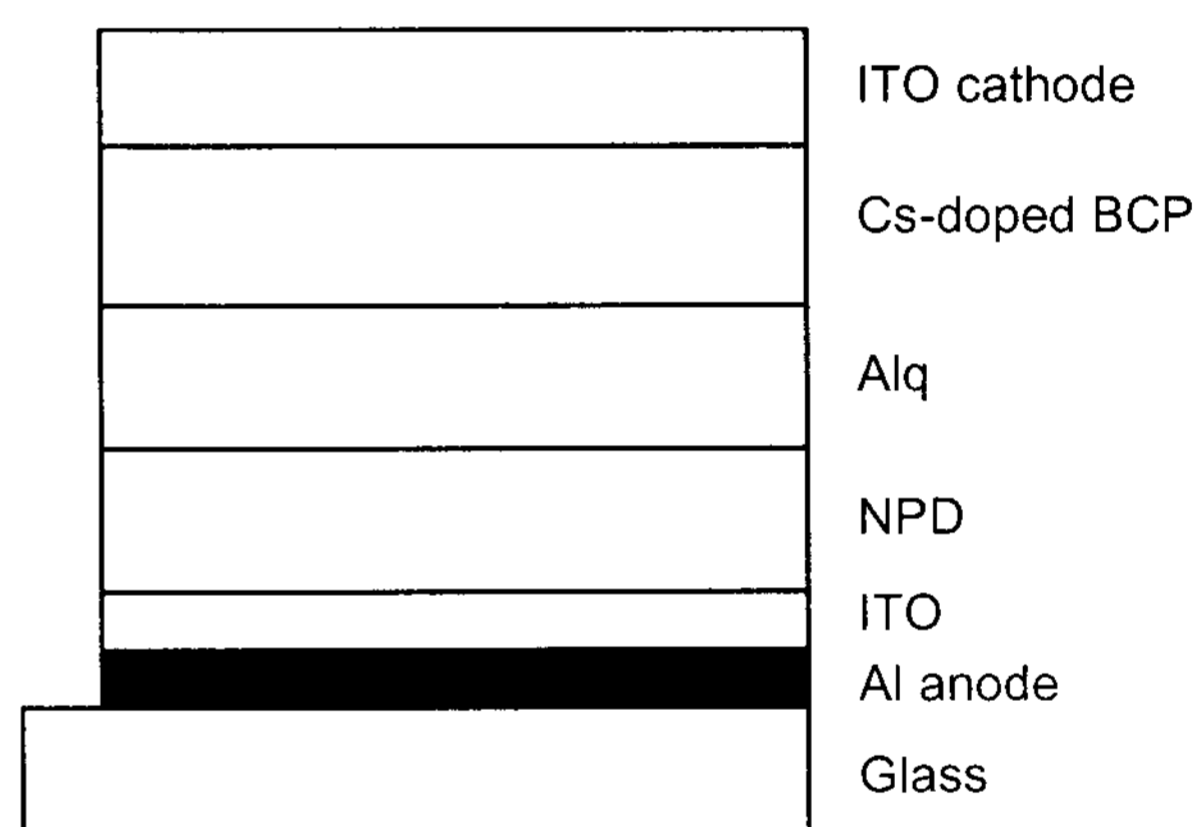 ITO cathode
Cs-doped BCP
Alq
NPD
ITO
Al anode
Glass